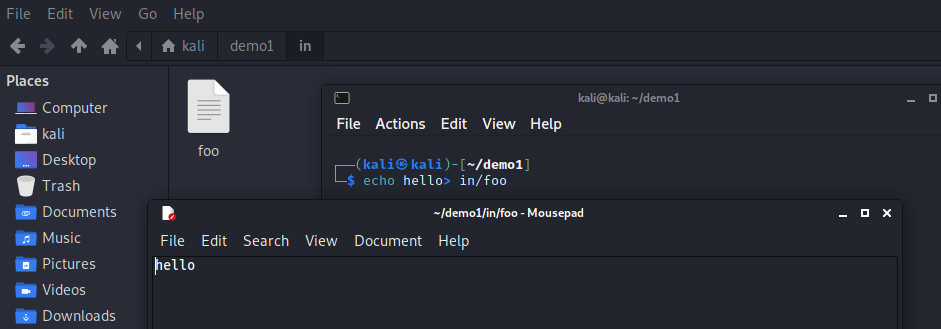 File Edit View Go Help
kali demo1 in
Places
Computer
kali
Desktop
Trash
Documents
Music
Pictures
Videos
Downloads
foo
kali@kali: ~/demo1
File Actions Edit View Help
(kali㉿kali)-[~/demo1]
$ echo hello> in/foo
~/demo1/in/foo - Mousepad
File Edit Search View Document Help
hello